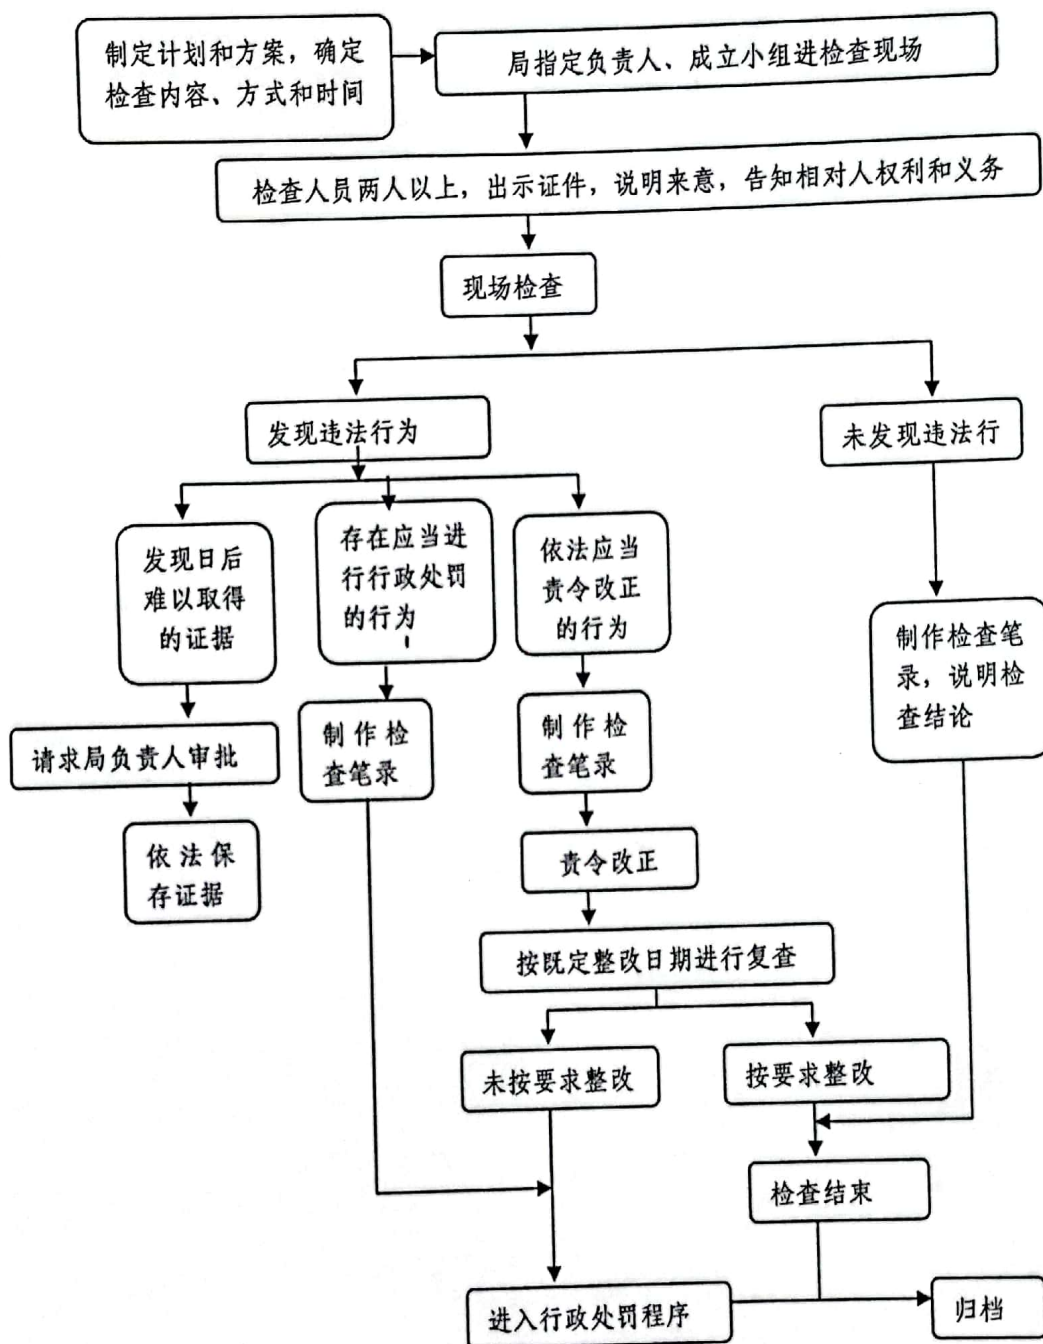 制定计划和方案，确定
检查内容、方式和时间
局指定负责人、成立小组进检查现场
检查人员两人以上，出示证件，说明来意，告知相对人权利和义务
现场检查
发现违法行为
未发现违法行
发现日后
难以取得
的证据
存在应当进
行行政处罚
的行为
依法应当
责令改正
的行为
制作检查笔
录，说明检
查结论
请求局负责人审批
制作检
查笔录
制作检
查笔录
依法保
存证据
责令改正
按既定整改日期进行复查
未按要求整改
按要求整改
检查结束
进入行政处罚程序
归档